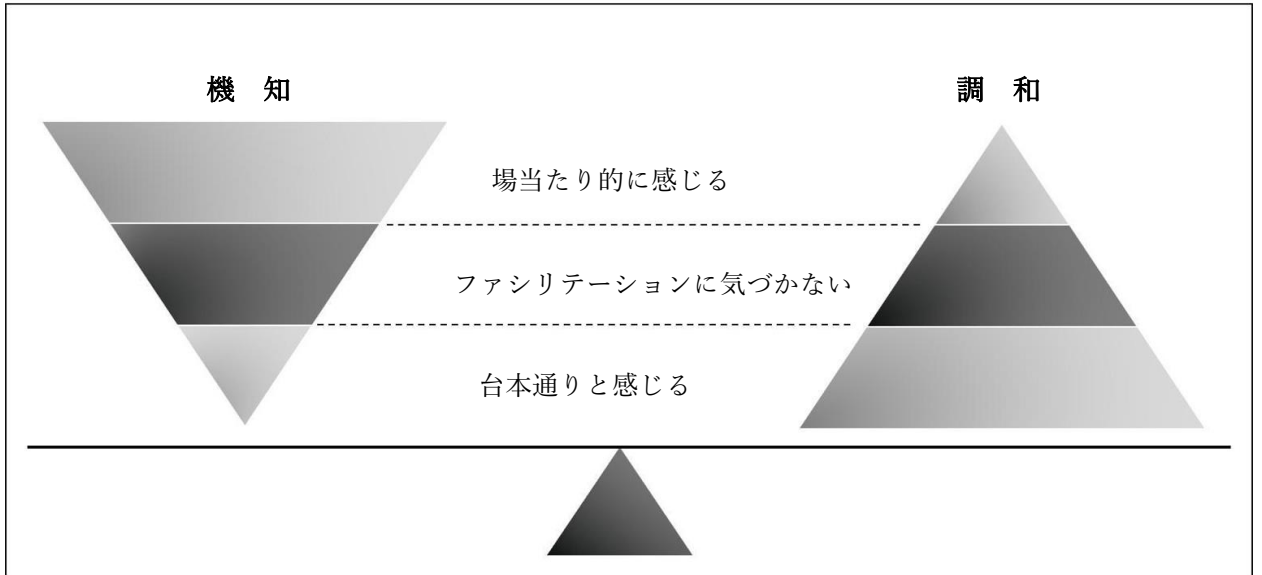 機 知
調 和
場当たり的に感じる
ファシリテーションに気づかない
台本通りと感じる